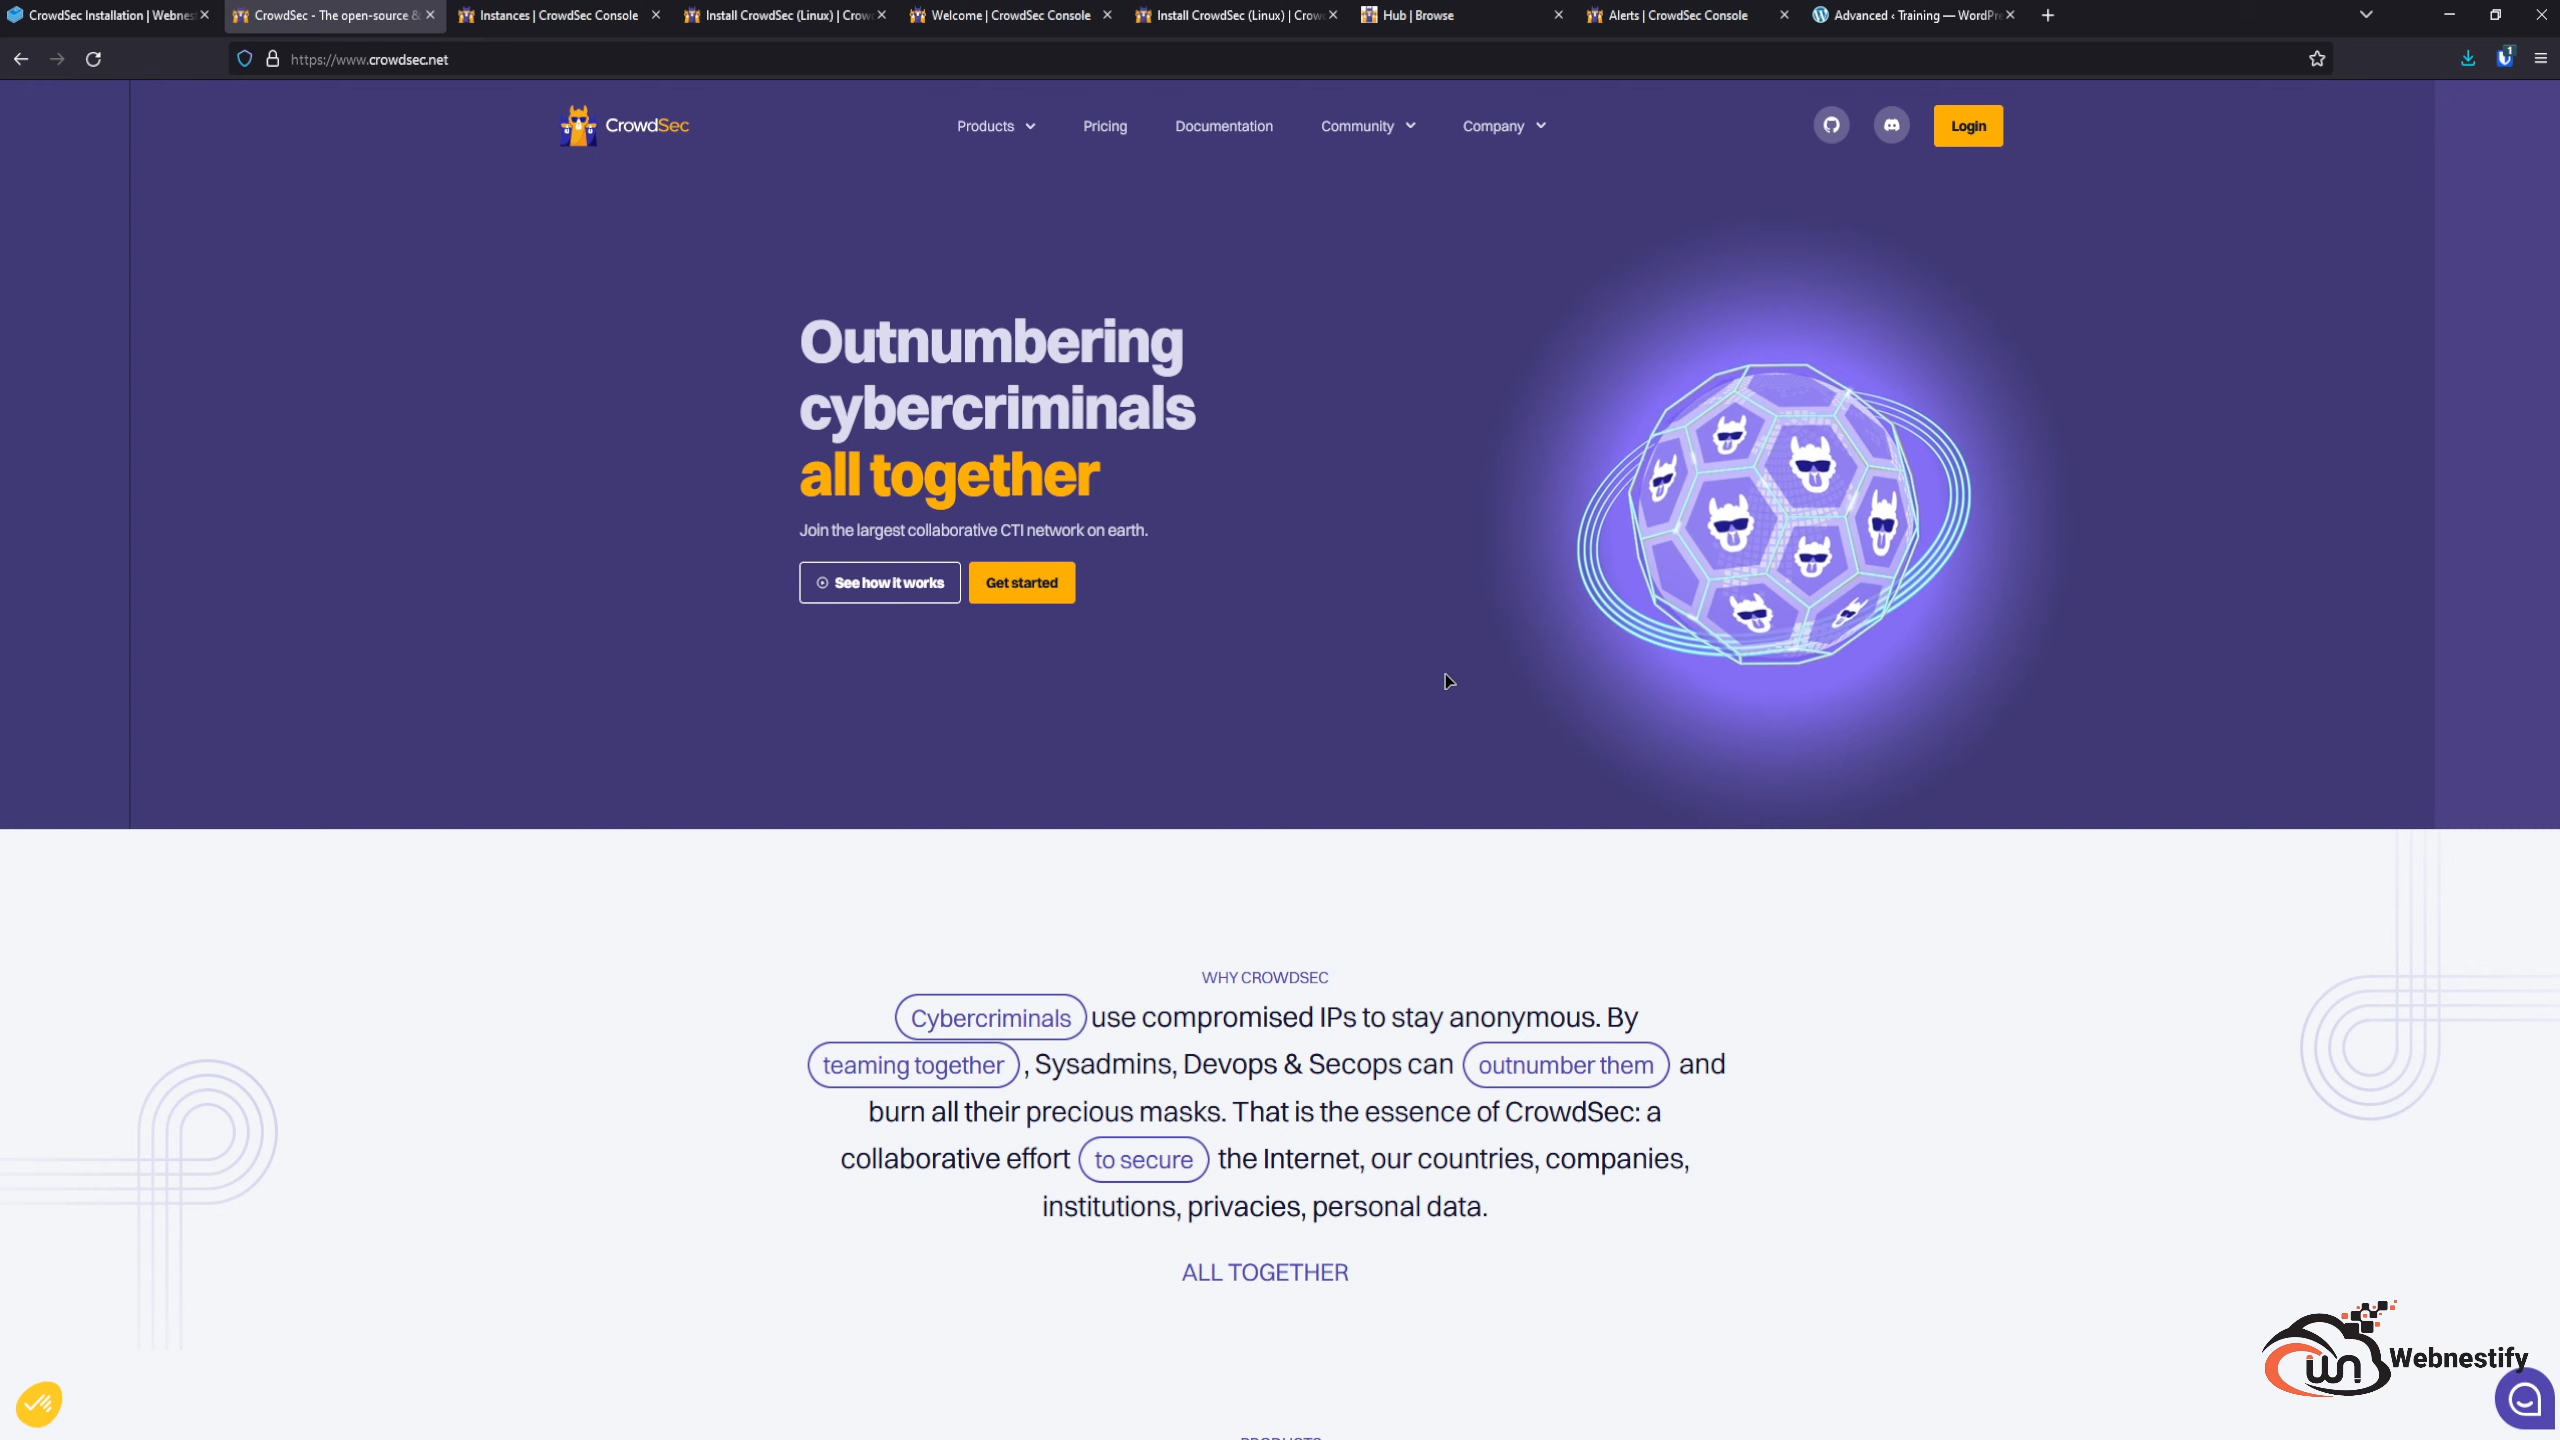 CrowdSec Installation | Webnes
CrowdSec - The open-source &
Instances | CrowdSec Console
Install CrowdSec (Linux) | Crow
Welcome | CrowdSec Console
Install CrowdSec (Linux) | Crow
Hub | Browse
Alerts | CrowdSec Console
Advanced ‹ Training — WordPr
https://www.crowdsec.net
1
CrowdSec
Products
Pricing
Documentation
Community
Company
Login
Outnumbering
cybercriminals
all together
Join the largest collaborative CTI network on earth.
See how it works
Get started
WHY CROWDSEC
Cybercriminals use compromised IPs to stay anonymous. By
teaming together , Sysadmins, Devops & Secops can outnumber them and
burn all their precious masks. That is the essence of CrowdSec: a
collaborative effort to secure the Internet, our countries, companies,
institutions, privacies, personal data.
ALL TOGETHER
Webnestify
PRODUCTS